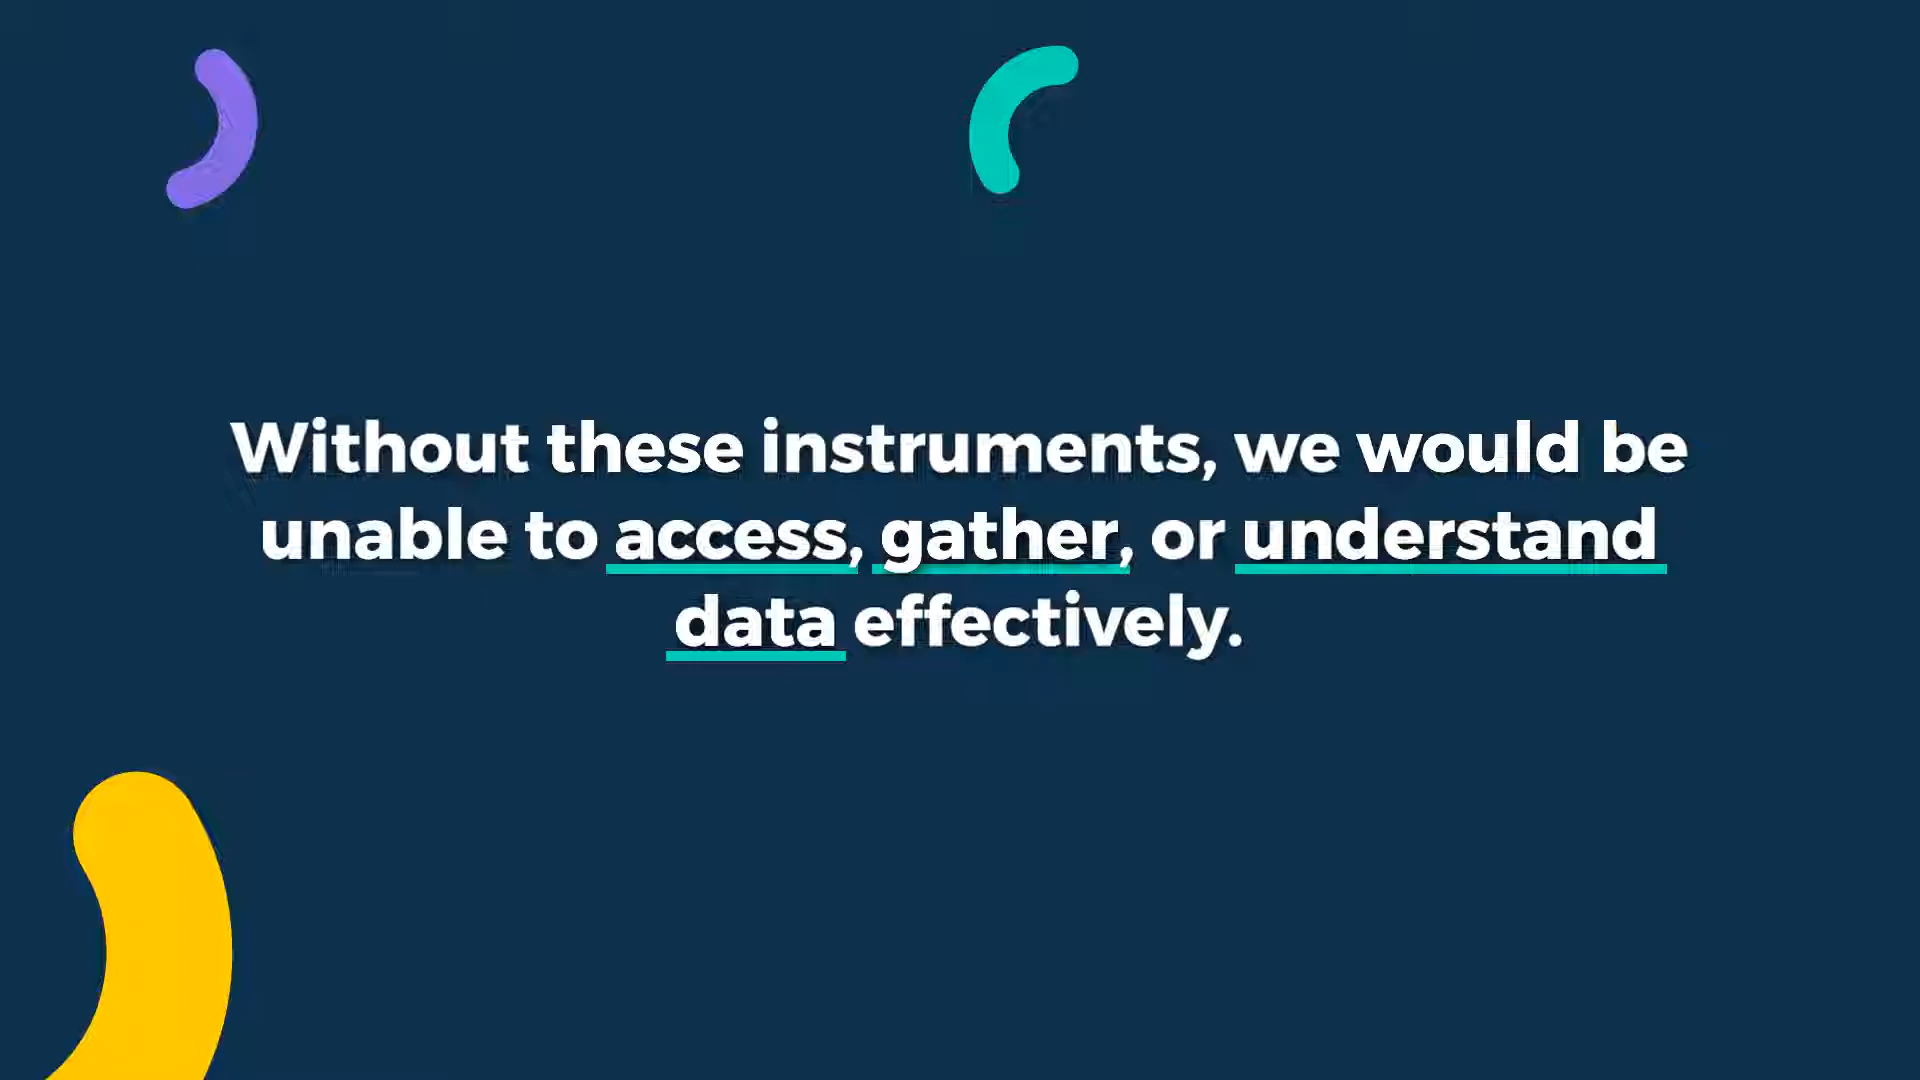 Without these instruments, we would be
unable to access, gather, or understand
data effectively.